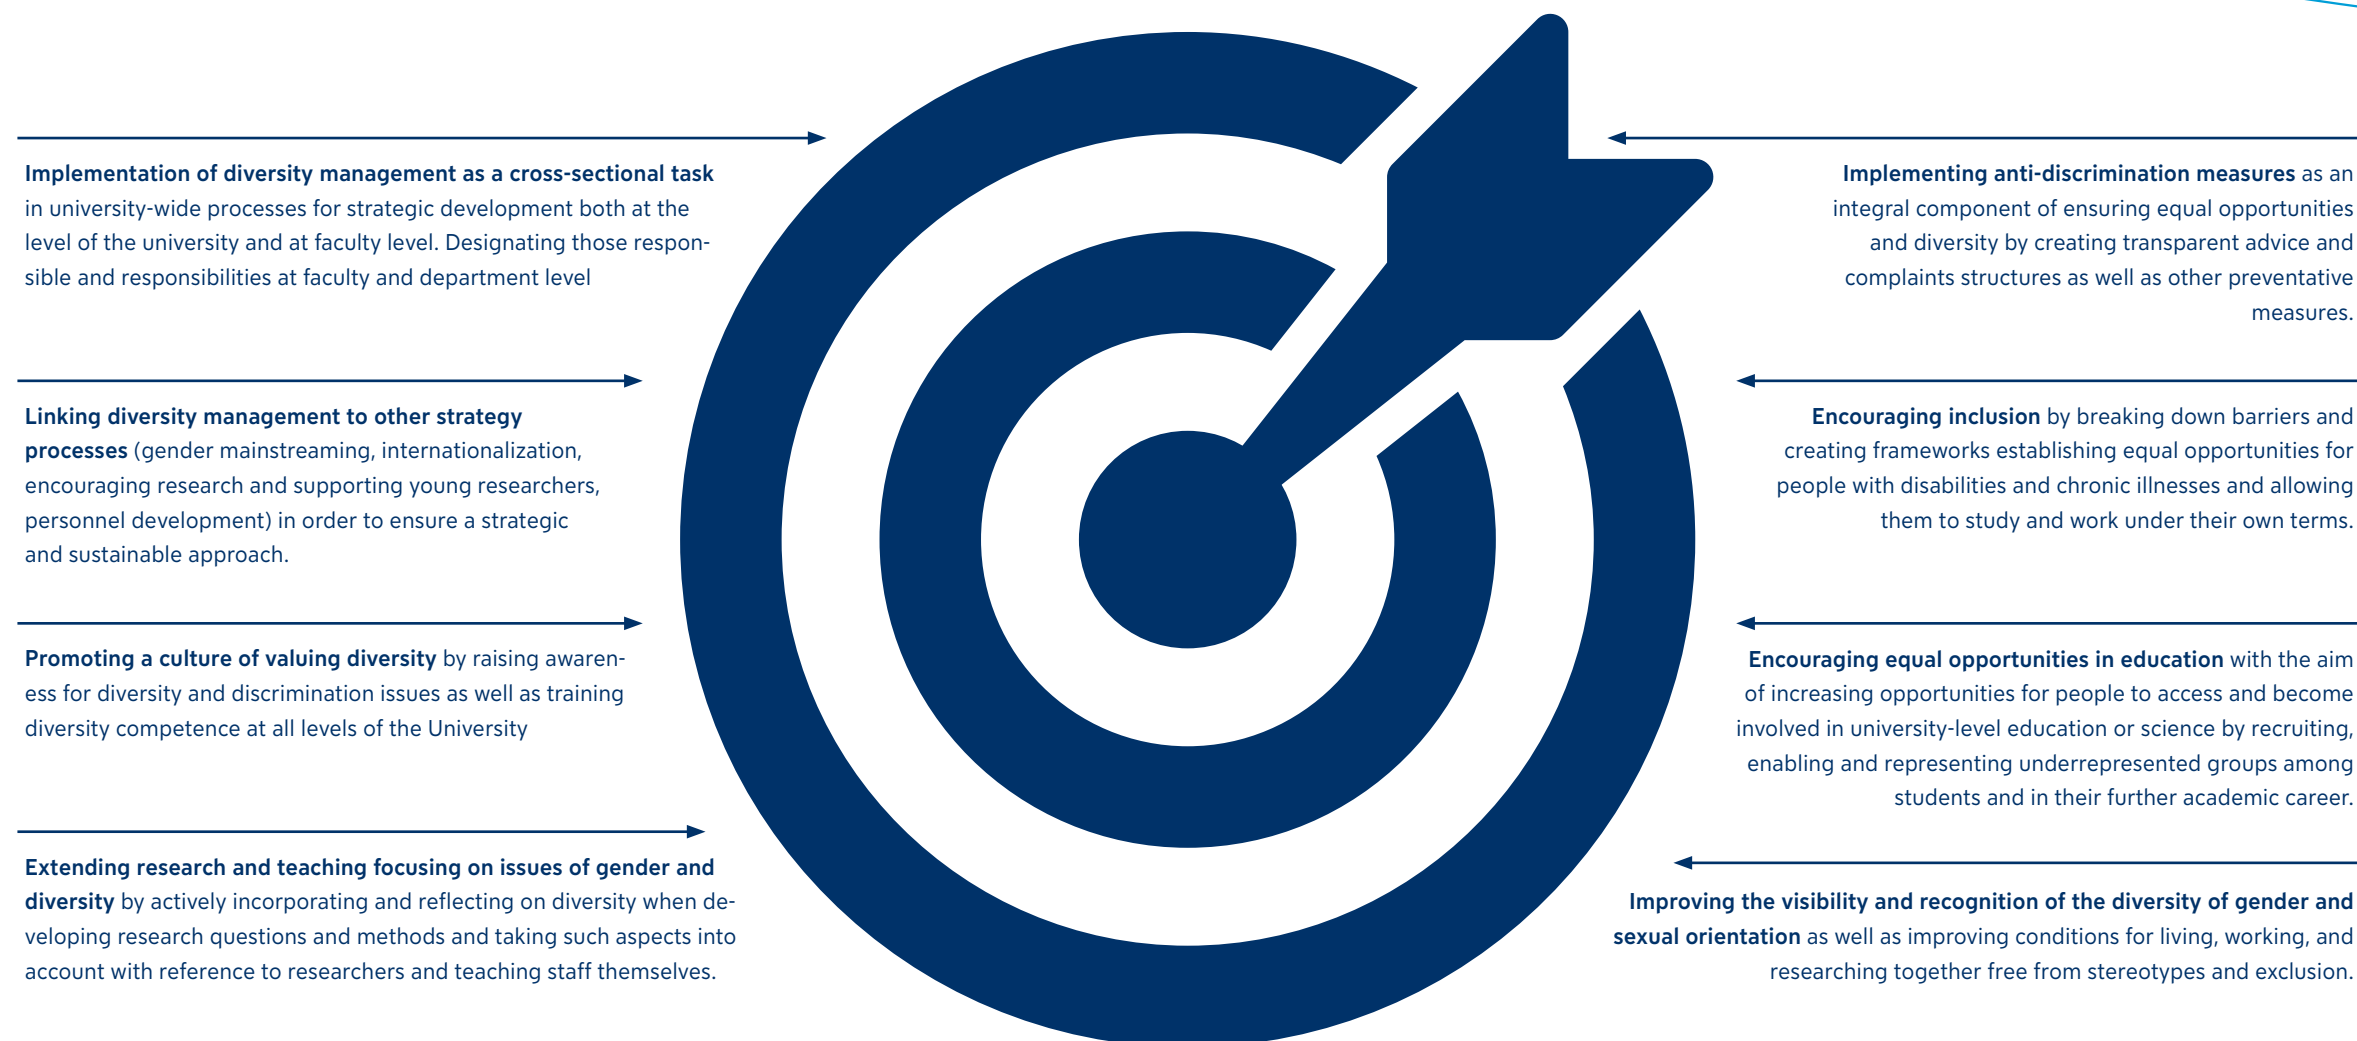 Implementation of diversity management as a cross-sectional task
in university-wide processes for strategic development both at the
level of the university and at faculty level. Designating those respon-
sible and responsibilities at faculty and department level
Linking diversity management to other strategy
processes (gender mainstreaming, internationalization,
encouraging research and supporting young researchers,
personnel development) in order to ensure a strategic
and sustainable approach.
Promoting a culture of valuing diversity by raising awaren-
ess for diversity and discrimination issues as well as training
diversity competence at all levels of the University
Extending research and teaching focusing on issues of gender and
diversity by actively incorporating and reflecting on diversity when de-
veloping research questions and methods and taking such aspects into
account with reference to researchers and teaching staff themselves.
Implementing anti-discrimination measures as an
integral component of ensuring equal opportunities
and diversity by creating transparent advice and
complaints structures as well as other preventative
measures.
Encouraging inclusion by breaking down barriers and
creating frameworks establishing equal opportunities for
people with disabilities and chronic illnesses and allowing
them to study and work under their own terms.
Encouraging equal opportunities in education with the aim
of increasing opportunities for people to access and become
involved in university-level education or science by recruiting,
enabling and representing underrepresented groups among
students and in their further academic career.
Improving the visibility and recognition of the diversity of gender and
sexual orientation as well as improving conditions for living, working, and
researching together free from stereotypes and exclusion.